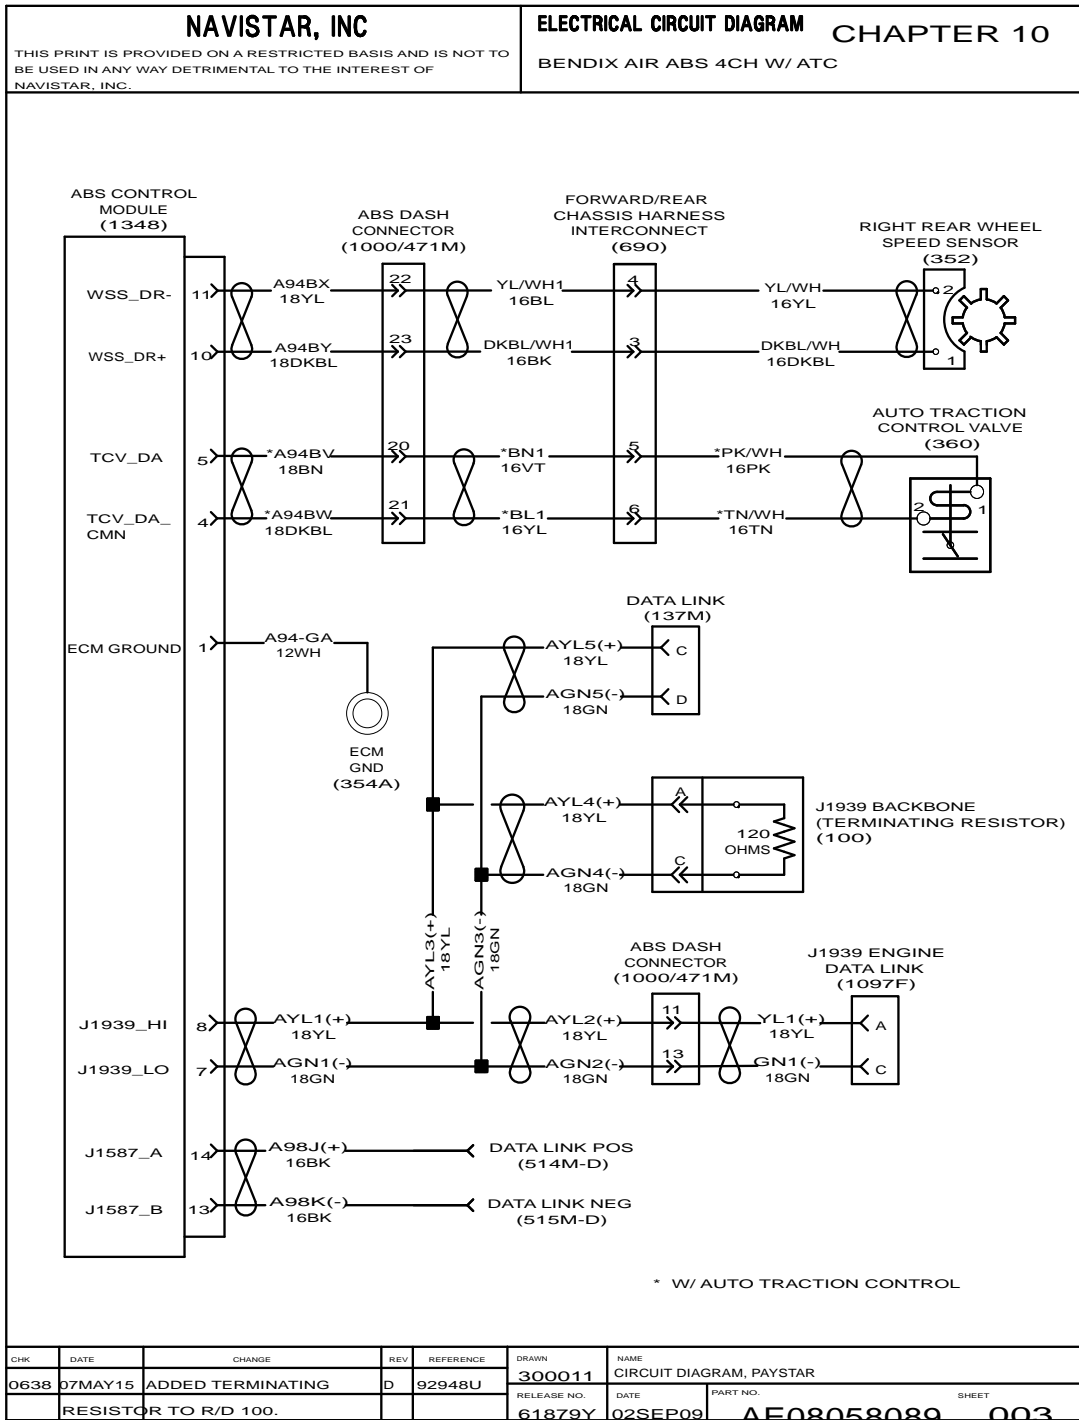 NAVISTAR, INC
THIS PRINT IS PROVIDED ON A RESTRICTED BASIS AND IS NOT TO
BE USED IN ANY WAY DETRIMENTAL TO THE INTEREST OF
NAVISTAR, INC.
ELECTRICAL CIRCUIT DIAGRAM CHAPTER 10
BENDIX AIR ABS 4CH W/ ATC
ABS CONTROL
MODULE
(1348)
ABS DASH
CONNECTOR
(1000/471M)
FORWARD/REAR
CHASSIS HARNESS
INTERCONNECT
(690)
RIGHT REAR WHEEL
SPEED SENSOR
(352)
WSS_DR- 11 A94BX 22 YL/WH1 4 YL/WH 2
18YL 16BL 16YL
WSS_DR+ 10 A94BY 23 DKBL/WH1 3 DKBL/WH 1
18DKBL 16BK 16DKBL
AUTO TRACTION
CONTROL VALVE
(360)
TCV_DA 5 *A94BV 20 *BN1 5 *PK/WH
18BN 16VT 16PK
TCV_DA_ 4 *A94BW 21 *BL1 6 *TN/WH 2 1
CMN 18DKBL 16YL 16TN
DATA LINK
(137M)
ECM GROUND 1 A94-GA
12WH
AYL5(+) C
18YL
AGN5(-) D
18GN
ECM
GND
(354A)
AYL4(+) A
18YL
120
OHMS
AGN4(-) C
18GN
J1939 BACKBONE
(TERMINATING RESISTOR)
(100)
AYL3(+)
18YL
AGN3(-)
18GN
ABS DASH
CONNECTOR
(1000/471M)
J1939 ENGINE
DATA LINK
(1097F)
J1939_HI 8 AYL1(+) AYL2(+) 11 YL1(+) A
18YL 18YL 18YL
J1939_LO 7 AGN1(-) AGN2(-) 13 GN1(-) C
18GN 18GN 18GN
J1587_A 14 A98J(+) DATA LINK POS
16BK (514M-D)
J1587_B 13 A98K(-) DATA LINK NEG
16BK (515M-D)
* W/ AUTO TRACTION CONTROL
CHK DATE CHANGE REV REFERENCE DRAWN NAME
0638 07MAY15 ADDED TERMINATING D 92948U 300011 CIRCUIT DIAGRAM, PAYSTAR
RESISTOR TO R/D 100.
RELEASE NO. DATE PART NO. SHEET
61879Y 02SEP09 AE08058089 003